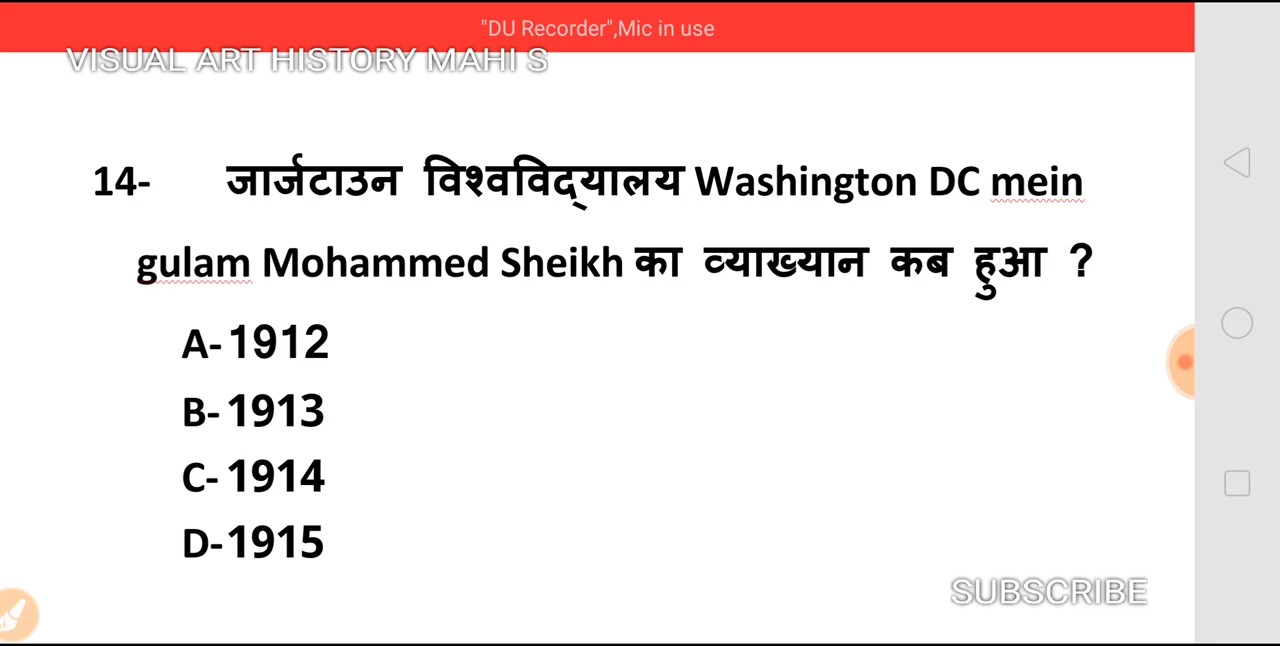 "DU Recorder",Mic in use
VISUAL ART HISTORY MAHI S
14- जार्जटाउन विश्वविद्‌यालय Washington DC mein
gulam Mohammed Sheikh का व्याख्यान कब हुआ ?
A- 1912
B- 1913
C- 1914
D-1915
SUBSCRIBE